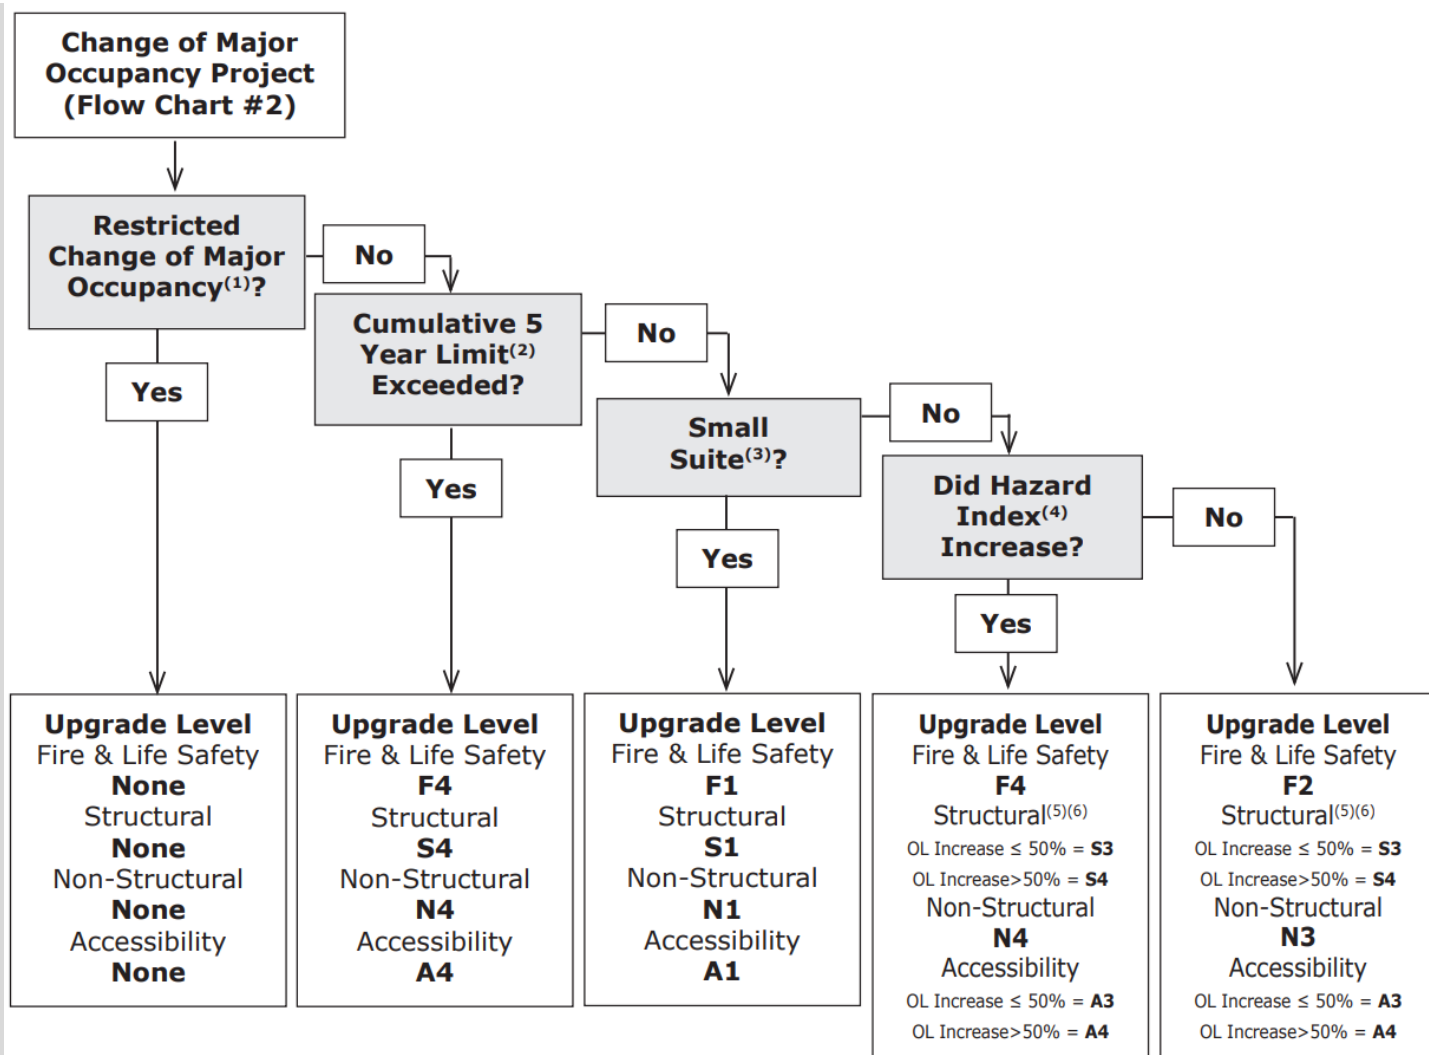 Change of Major
Occupancy Project
(Flow Chart #2)
Restricted
Change of Major
Occupancy(1)?
No
Yes
Cumulative 5
Year Limit(2)
Exceeded?
No
Yes
Small
Suite(3)?
No
Yes
Did Hazard
Index(4)
Increase?
No
Yes
Upgrade Level
Fire & Life Safety
None
Structural
None
Non-Structural
None
Accessibility
None
Upgrade Level
Fire & Life Safety
F4
Structural
S4
Non-Structural
N4
Accessibility
A4
Upgrade Level
Fire & Life Safety
F1
Structural
S1
Non-Structural
N1
Accessibility
A1
Upgrade Level
Fire & Life Safety
F4
Structural(5)(6)
OL Increase ≤ 50% = S3
OL Increase>50% = S4
Non-Structural
N4
Accessibility
OL Increase ≤ 50% = A3
OL Increase>50% = A4
Upgrade Level
Fire & Life Safety
F2
Structural(5)(6)
OL Increase ≤ 50% = S3
OL Increase>50% = S4
Non-Structural
N3
Accessibility
OL Increase ≤ 50% = A3
OL Increase>50% = A4